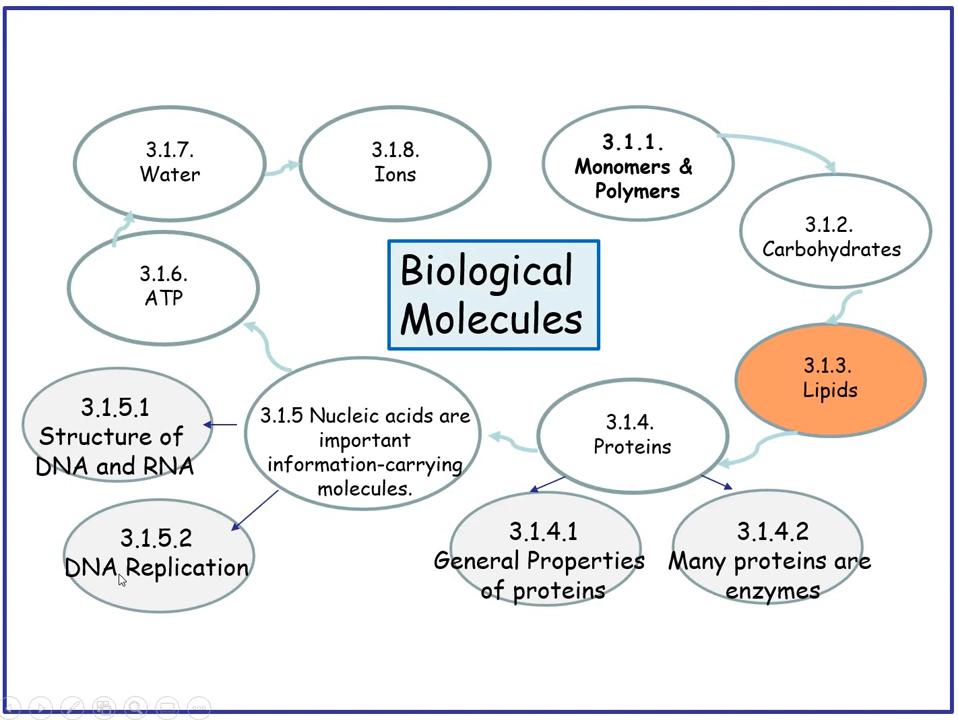 3.1.7.
Water
3.1.8.
Ions
3.1.1.
Monomers &
Polymers
3.1.2.
Carbohydrates
3.1.6.
ATP
Biological
Molecules
3.1.3.
Lipids
3.1.5.1
Structure of
DNA and RNA
3.1.5 Nucleic acids are
important
information-carrying
molecules.
3.1.4.
Proteins
3.1.5.2
DNA Replication
3.1.4.1
General Properties
of proteins
3.1.4.2
Many proteins are
enzymes